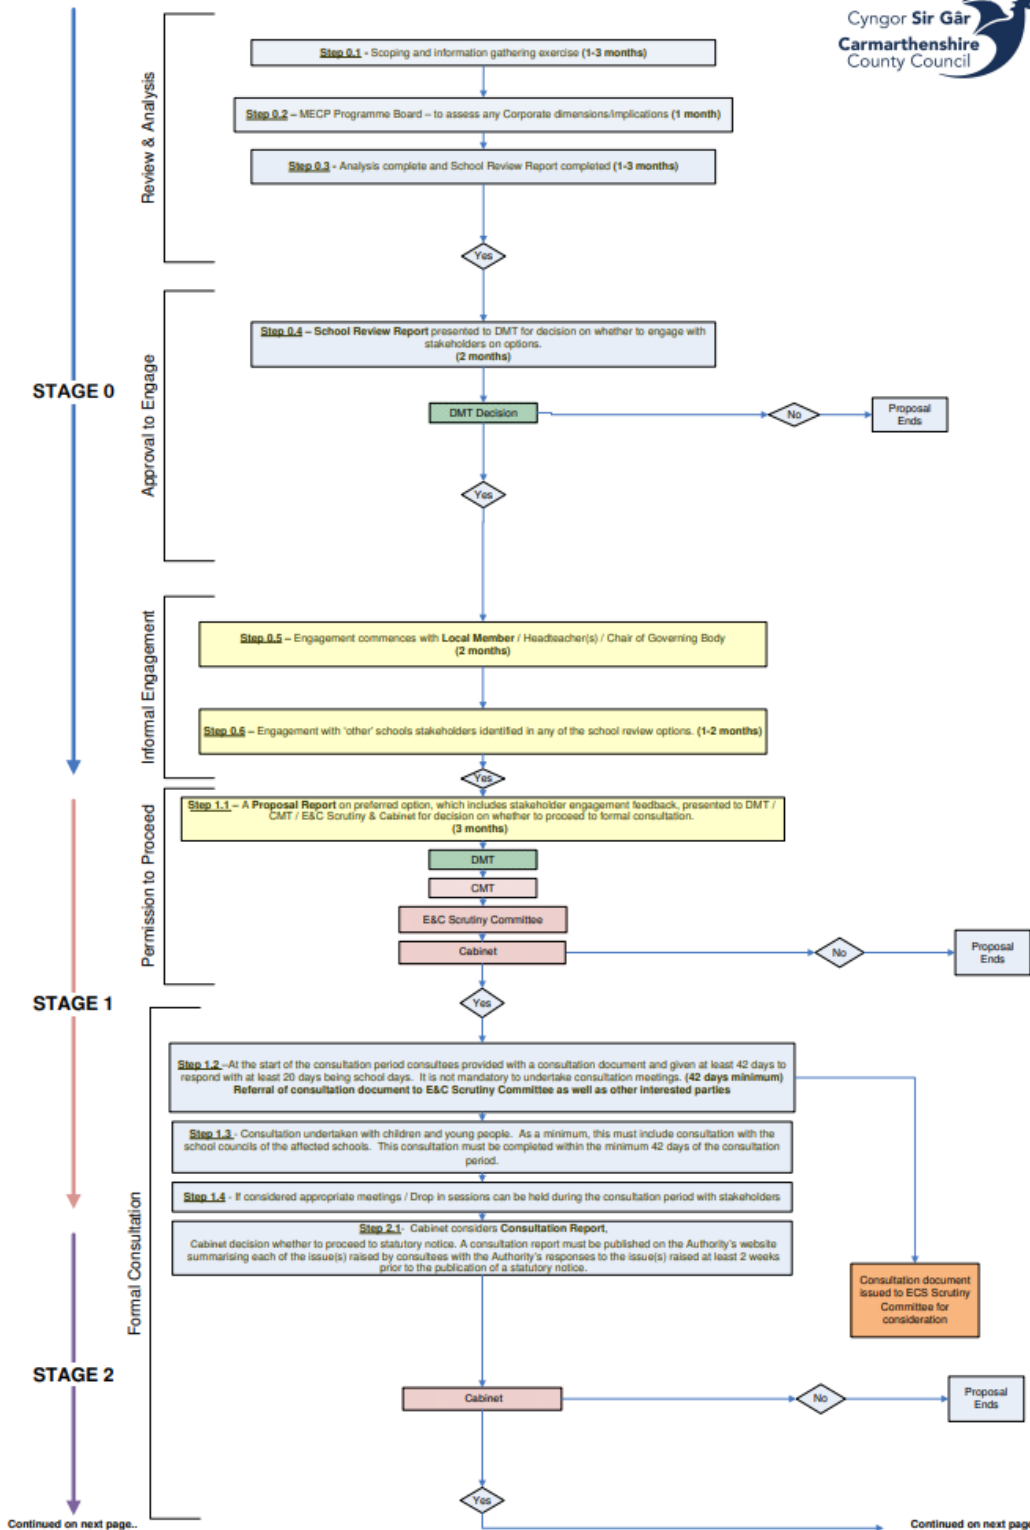 Cyngor Sir Gâr
Carmarthenshire
County Council
Review & Analysis
Step 0.1 - Scoping and information gathering exercise (1-3 months)
Step 0.2 – MECP Programme Board – to assess any Corporate dimensions/implications (1 month)
Step 0.3 - Analysis complete and School Review Report completed (1-3 months)
Yes
STAGE 0
Approval to Engage
Step 0.4 – School Review Report presented to DMT for decision on whether to engage with
stakeholders on options.
(2 months)
DMT Decision
No
Proposal
Ends
Yes
Informal Engagement
Step 0.5 – Engagement commences with Local Member / Headteacher(s) / Chair of Governing Body
(2 months)
Step 0.6 – Engagement with 'other' schools stakeholders identified in any of the school review options. (1-2 months)
Yes
Permission to Proceed
Step 1.1 – A Proposal Report on preferred option, which includes stakeholder engagement feedback, presented to DMT /
CMT / E&C Scrutiny & Cabinet for decision on whether to proceed to formal consultation.
(3 months)
DMT
CMT
E&C Scrutiny Committee
Cabinet
No
Proposal
Ends
STAGE 1
Yes
Formal Consultation
Step 1.2 –At the start of the consultation period consultees provided with a consultation document and given at least 42 days to
respond with at least 20 days being school days. It is not mandatory to undertake consultation meetings. (42 days minimum)
Referral of consultation document to E&C Scrutiny Committee as well as other interested parties
Step 1.3 - Consultation undertaken with children and young people. As a minimum, this must include consultation with the
school councils of the affected schools. This consultation must be completed within the minimum 42 days of the consultation
period.
Step 1.4 - If considered appropriate meetings / Drop in sessions can be held during the consultation period with stakeholders
Step 2.1- Cabinet considers Consultation Report,
Cabinet decision whether to proceed to statutory notice. A consultation report must be published on the Authority's website
summarising each of the issue(s) raised by consultees with the Authority's responses to the issue(s) raised at least 2 weeks
prior to the publication of a statutory notice.
Consultation document
issued to ECS Scrutiny
Committee for
consideration
STAGE 2
Cabinet
No
Proposal
Ends
Yes
Continued on next page..
Continued on next page